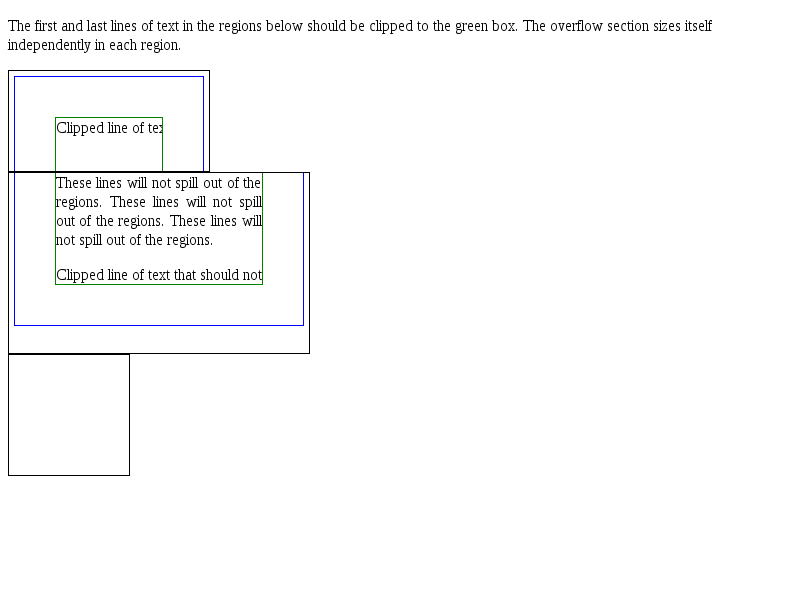 The first and last lines of text in the regions below should be clipped to the green box. The overflow section sizes itself
independently in each region.
Clipped line of tex
These lines will not spill out of the
regions. These lines will not spill
out of the regions. These lines will
not spill out of the regions.
Clipped line of text that should not